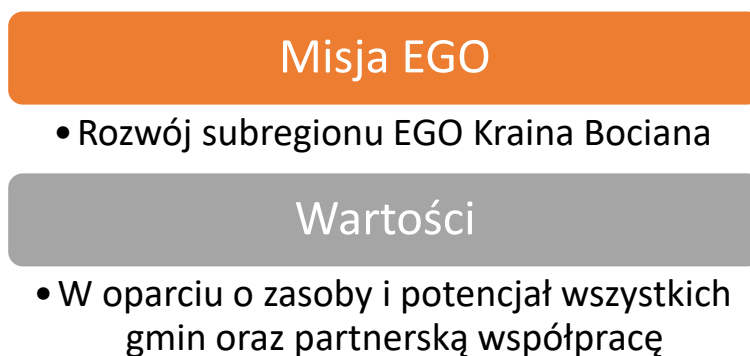 Misja EGO
• Rozwój subregionu EGO Kraina Bociana
Wartości
• W oparciu o zasoby i potencjał wszystkich
gmin oraz partnerską współpracę